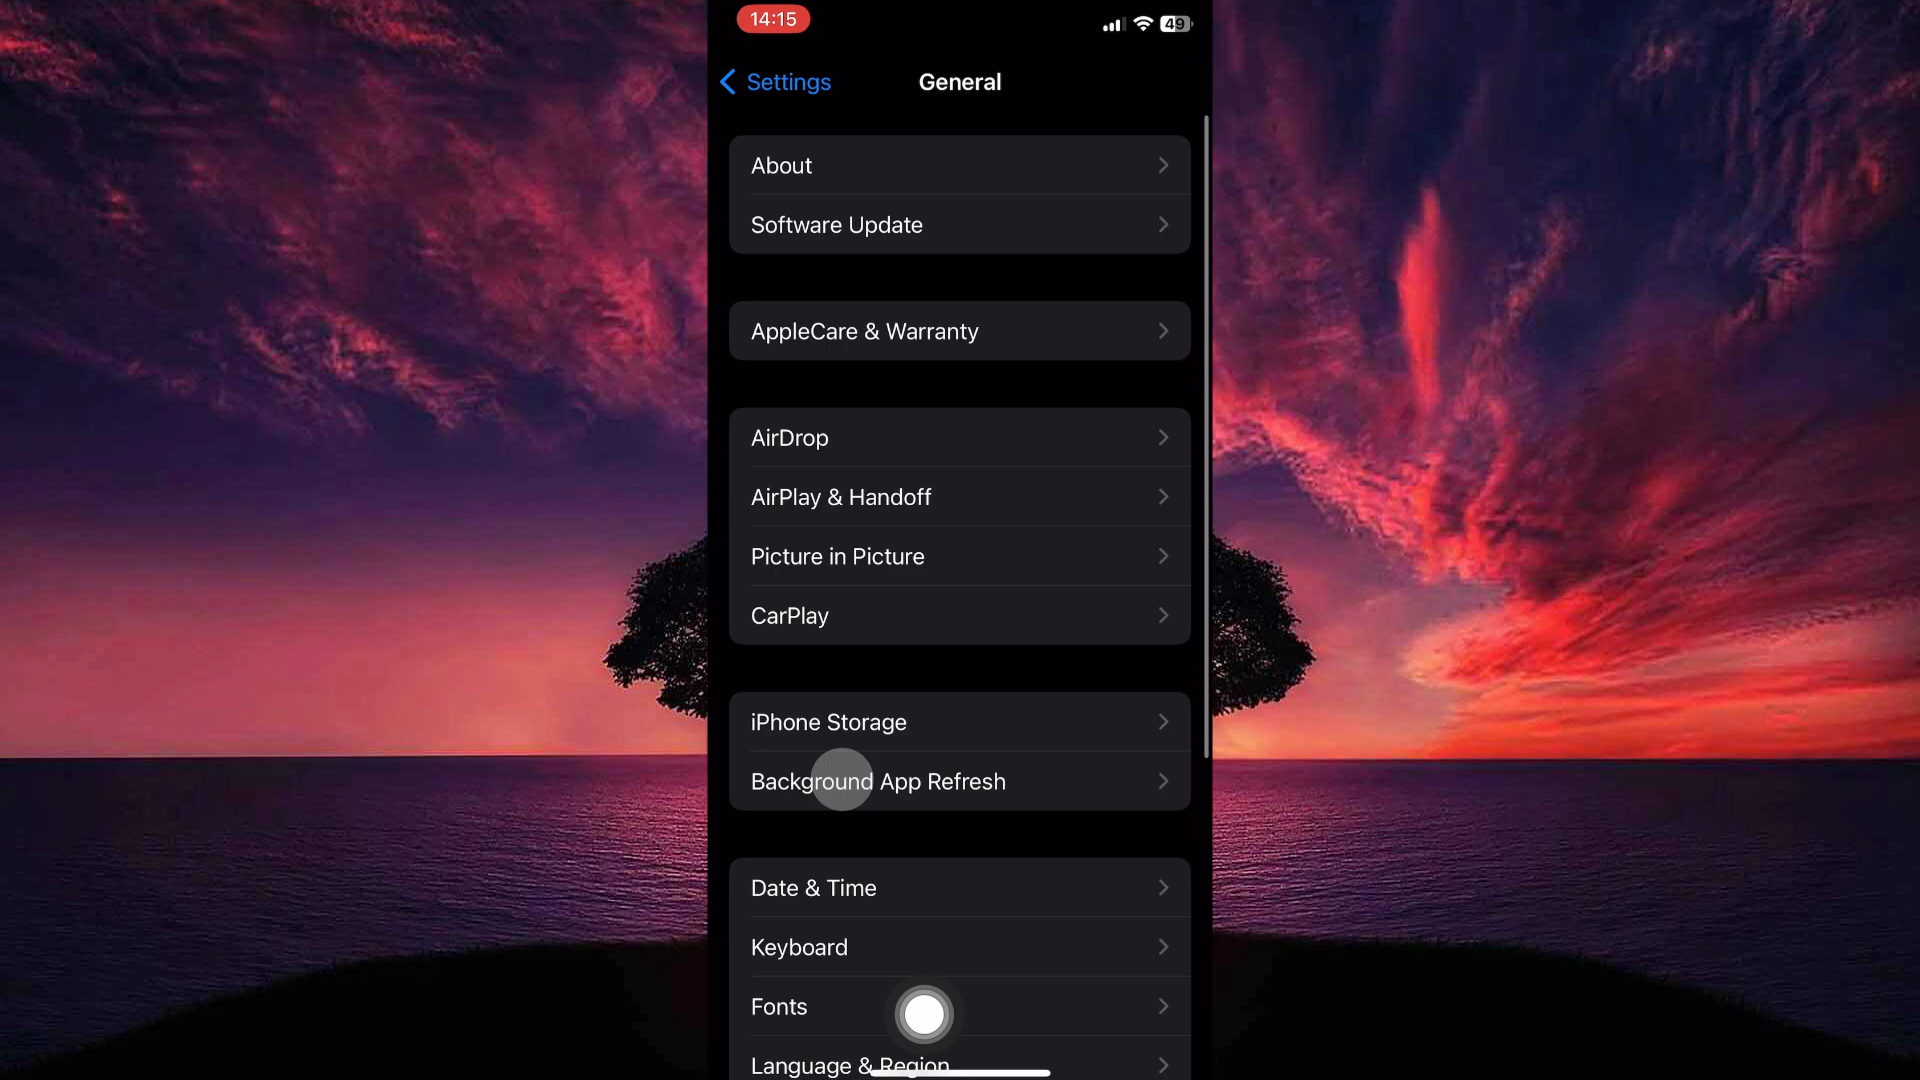 14:15
49
Settings
General
About
Software Update
AppleCare & Warranty
AirDrop
AirPlay & Handoff
Picture in Picture
CarPlay
iPhone Storage
Background App Refresh
Date & Time
Keyboard
Fonts
Language & Region